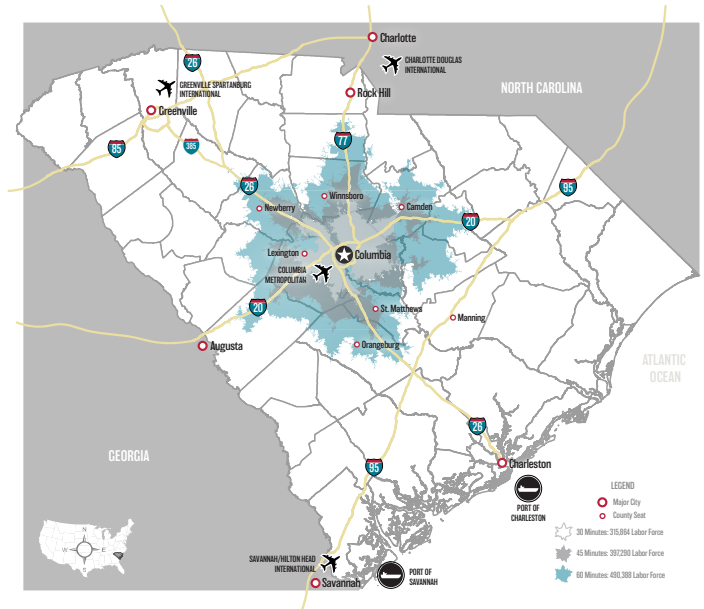 Charlotte
CHARLOTTE DOUGLAS
INTERNATIONAL
26
GREENVILLE SPARTANBURG
INTERNATIONAL
NORTH CAROLINA
Rock Hill
Greenville
85
385
77
26
95
Winnsboro
Newberry
Camden
20
Lexington
Columbia
COLUMBIA
METROPOLITAN
20
St. Matthews
Manning
Augusta
Orangeburg
ATLANTIC
OCEAN
26
GEORGIA
95
Charleston
PORT OF
CHARLESTON
LEGEND
Major City
County Seat
30 Minutes: 315,864 Labor Force
45 Minutes: 397,290 Labor Force
60 Minutes: 490,388 Labor Force
N
W
E
S
SAVANNAH/HILTON HEAD
INTERNATIONAL
Savannah
PORT OF
SAVANNAH